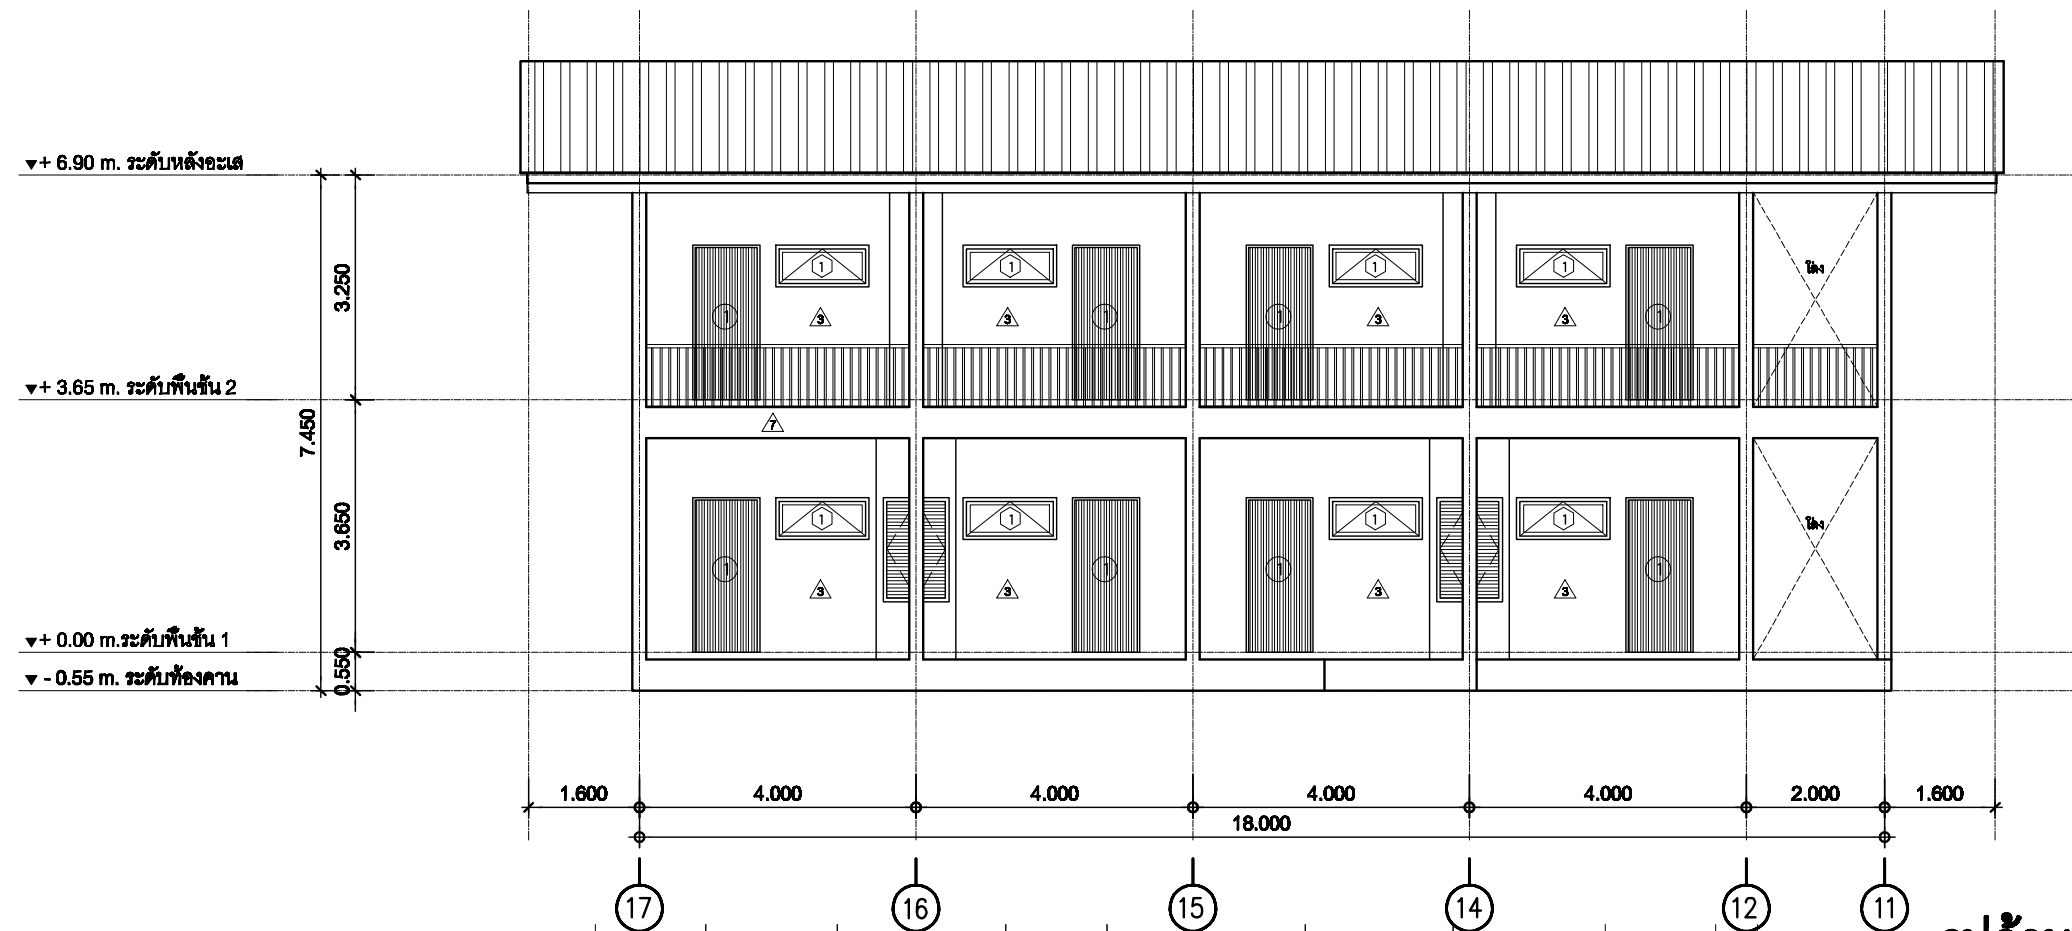 ▼+ 6.90 m. ระดับหลังอะเส
3.250
1 1 1 1
โล่ง
1 3 3 1 1 3 3 1
▼+ 3.65 m. ระดับพื้นชั้น 2
7.450
7
3.650
1 1 1 1
โล่ง
1 3 3 1 1 3 3 1
▼+ 0.00 m.ระดับพื้นชั้น 1
0.550
▼ - 0.55 m. ระดับท้องคาน
1.600 4.000 4.000 4.000 4.000 2.000 1.600
18.000
17 16 15 14 12 11